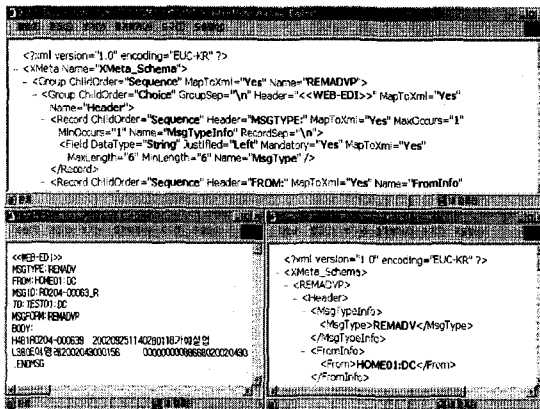 <?xml version="1.0" encoding="EUC-KR" ?>
- <XMeta Name="XMeta_Schema">
- <Group ChildOrder="Sequence" MapToXml="Yes" Name="REMADVP">
- <Group ChildOrder="Choice" GroupSep="\n" Header="<<WEB-EDI>>" MapToXml="Yes"
Name="Header">
- <Record ChildOrder="Sequence" Header="MSGTYPE:" MapToXml="Yes" MaxOccurs="1"
MinOccurs="1" Name="MsgTypeInfo" RecordSep="\n">
<Field DataType="String" Justified="Left" Mandatory="Yes" MapToXml="Yes"
MaxLength="6" MinLength="6" Name="MsgType" />
</Record>
- <Record ChildOrder="Sequence" Header="FROM:" MapToXml="Yes" Name="FromInfo"
<<WEB-EDI>>
MSGTYPE:REMADV
FROM:HOME01:DC
MSGID:R0204-00063_R
TO:TEST01:DC
MSGFORM:REMADVP
BODY:
.ENDMSG
<?xml version="1.0" encoding="EUC-KR" ?>
- <XMeta_Schema>
- <REMADVP>
- <Header>
- <MsgTypeInfo>
<MsgType>REMADV</MsgType>
</MsgTypeInfo>
- <FromInfo>
<From>HOME01:DC</From>
</FromInfo>